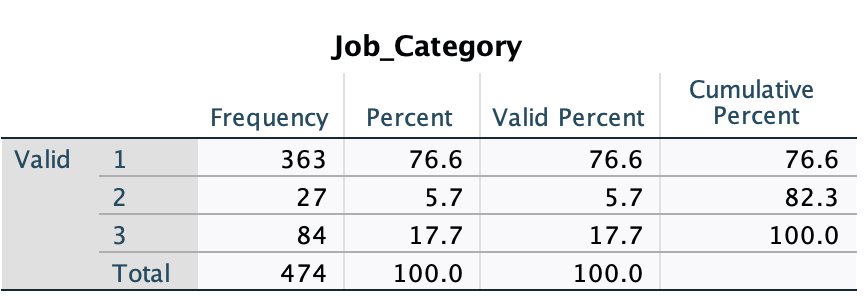 Job_Category
Frequency Percent Valid Percent Cumulative Percent
Valid 1 363 76.6 76.6 76.6
2 27 5.7 5.7 82.3
3 84 17.7 17.7 100.0
Total 474 100.0 100.0